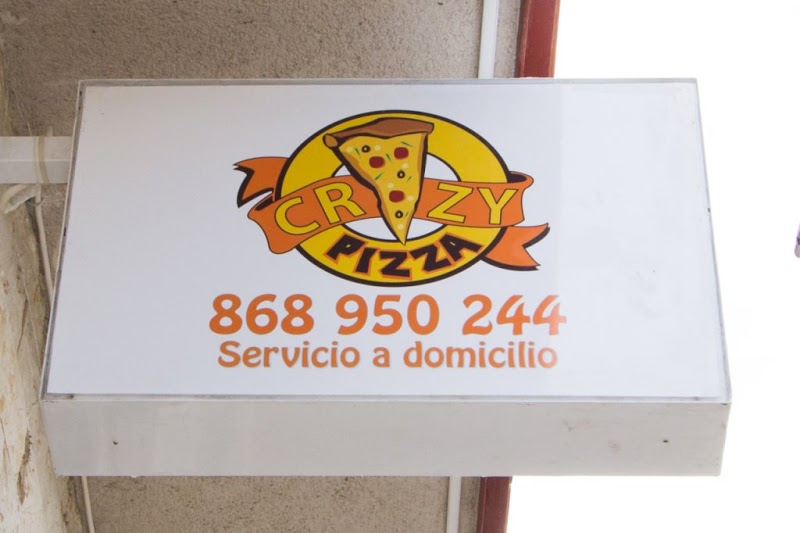 CRAZY
PIZZA
868 950 244
Servicio a domicilio